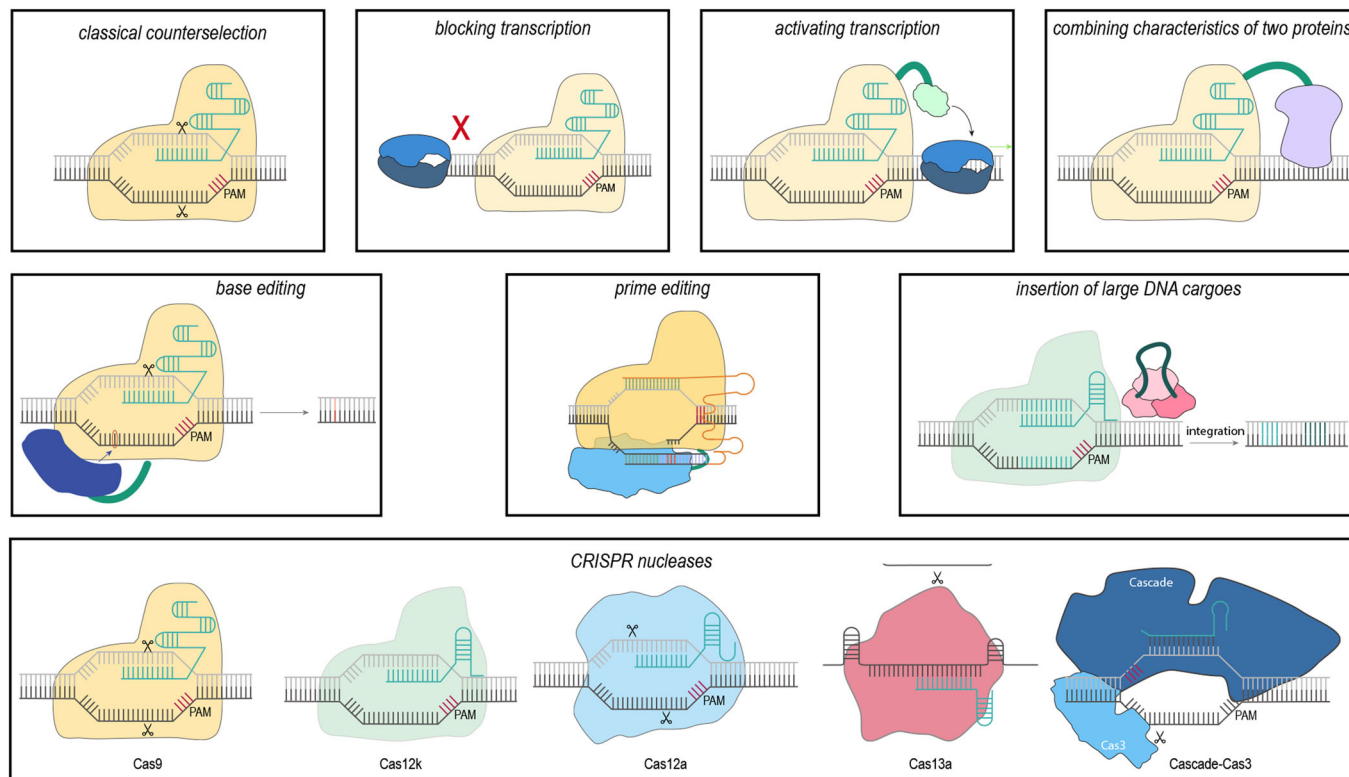 classical counterselection
blocking transcription
activating transcription
combining characteristics of two proteins
PAM
X
PAM
PAM
PAM
base editing
prime editing
insertion of large DNA cargoes
PAM
PAM
integration
CRISPR nucleases
PAM
Cas9
PAM
Cas12k
PAM
Cas12a
Cas13a
Cascade
Cas3
PAM
Cascade-Cas3